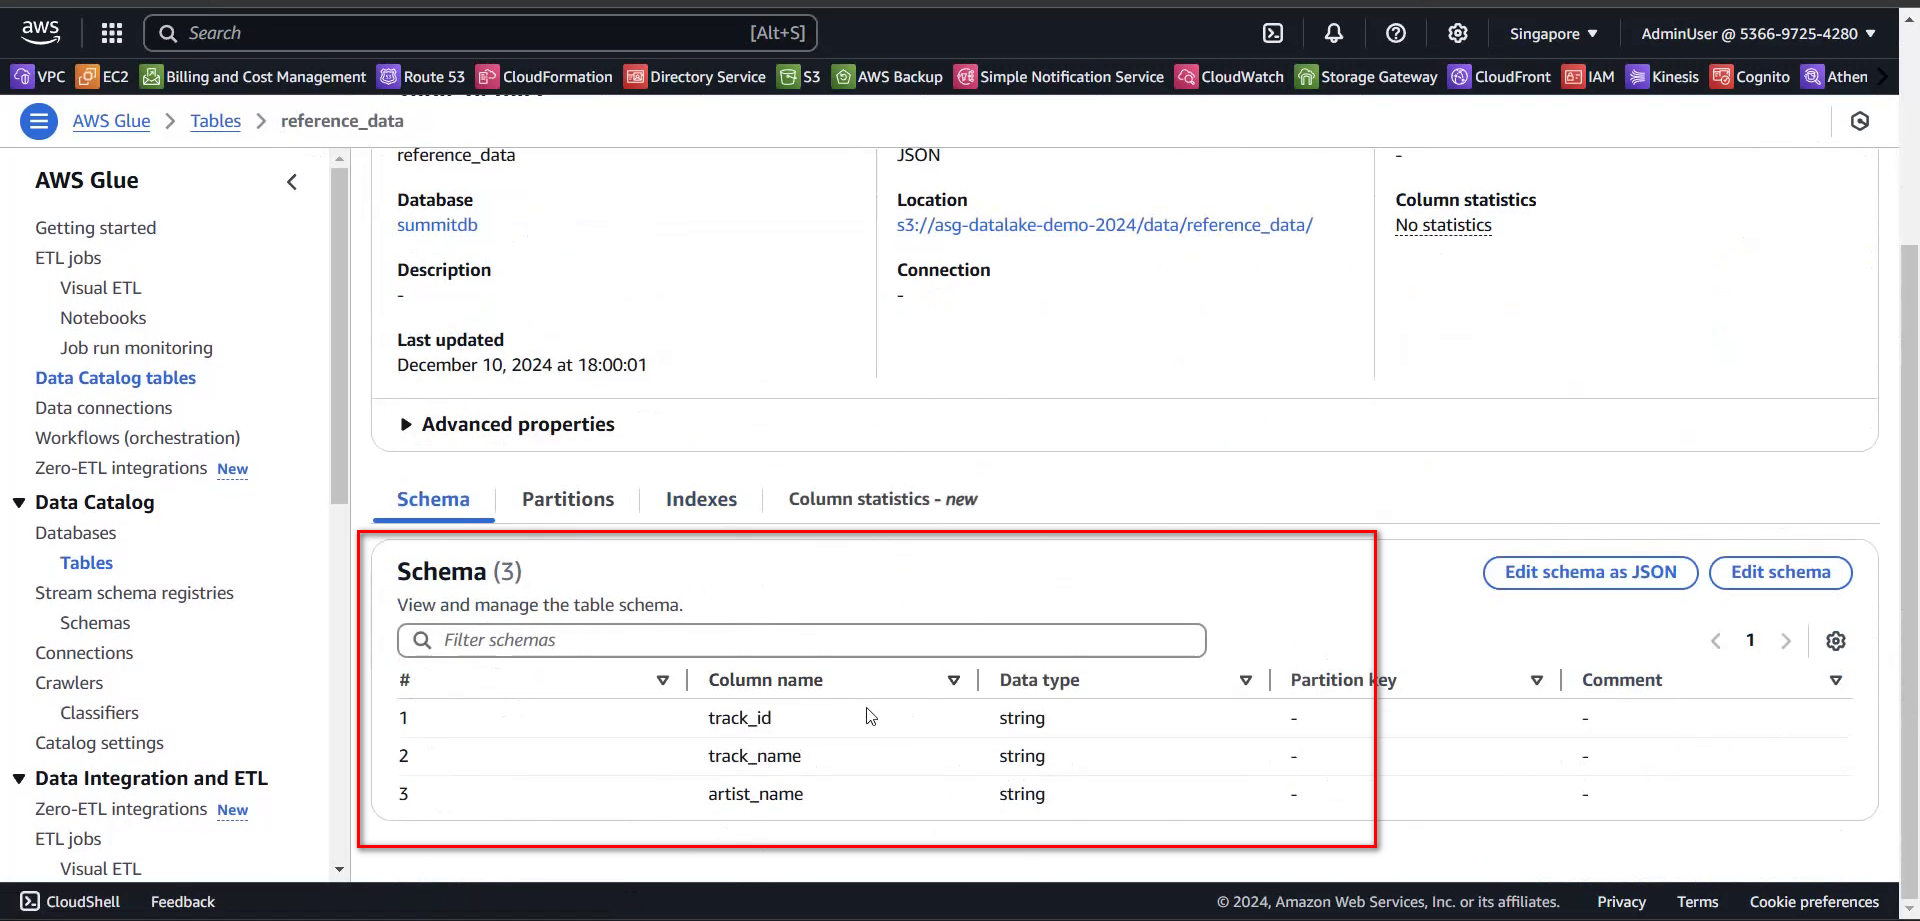 aws
Search [Alt+S]
Singapore ▼ AdminUser @ 5366-9725-4280 ▼
VPC EC2 Billing and Cost Management Route 53 CloudFormation Directory Service S3 AWS Backup Simple Notification Service CloudWatch Storage Gateway CloudFront IAM Kinesis Cognito Athen
AWS Glue > Tables > reference_data
AWS Glue
Getting started
ETL jobs
Visual ETL
Notebooks
Job run monitoring
Data Catalog tables
Data connections
Workflows (orchestration)
Zero-ETL integrations New
Data Catalog
Databases
Tables
Stream schema registries
Schemas
Connections
Crawlers
Classifiers
Catalog settings
Data Integration and ETL
Zero-ETL integrations New
ETL jobs
Visual ETL
reference_data
JSON
-
Database
summitdb
Location
s3://asg-datalake-demo-2024/data/reference_data/
Column statistics
No statistics
Description
-
Connection
-
Last updated
December 10, 2024 at 18:00:01
Advanced properties
Schema Partitions Indexes Column statistics - new
Schema (3)
View and manage the table schema.
Edit schema as JSON Edit schema
Filter schemas
1
# Column name Data type Partition key Comment
1 track_id string - -
2 track_name string - -
3 artist_name string - -
CloudShell Feedback © 2024, Amazon Web Services, Inc. or its affiliates. Privacy Terms Cookie preferences